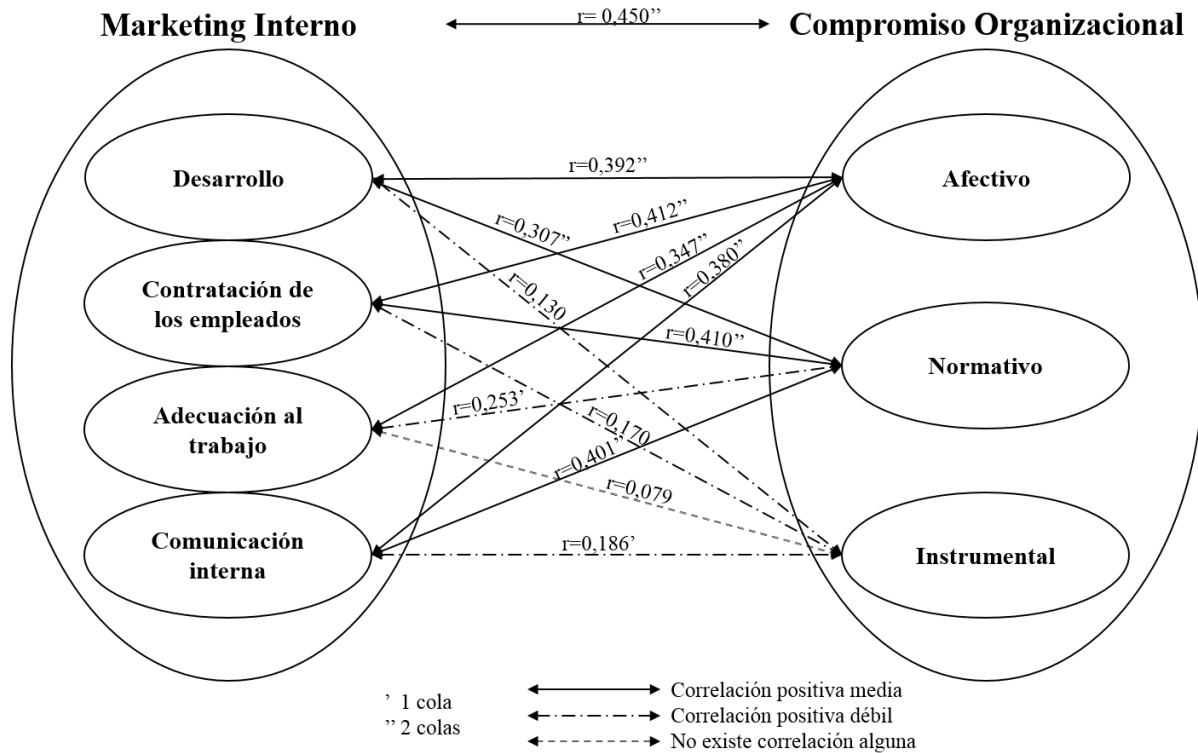 Marketing Interno
r= 0,450’’
Compromiso Organizacional
Desarrollo
Contratación de
los empleados
Adecuación al
trabajo
Comunicación
interna
r=0,392’’
r=0,412’’
r=0,307’’
r=0,347’’
r=0,380’’
r=0,130
r=0,410’’
r=0,253’
r=0,170
r=0,401’’
r=0,079
r=0,186’
Afectivo
Normativo
Instrumental
’ 1 cola
’’ 2 colas
Correlación positiva media
Correlación positiva débil
No existe correlación alguna